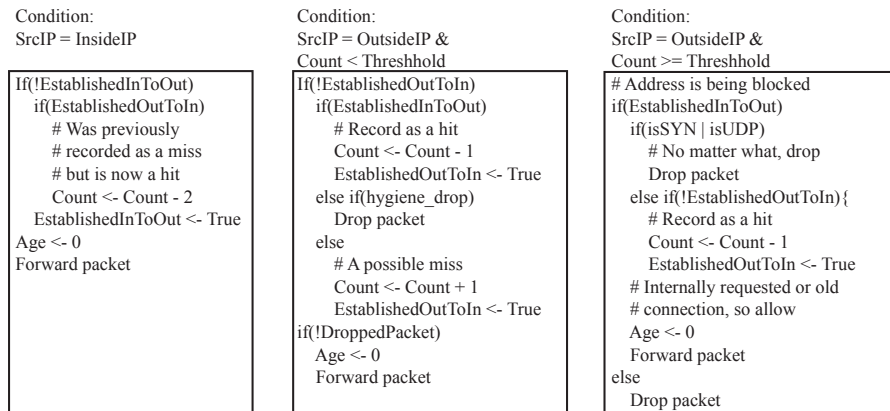 Condition:
SrcIP = InsideIP
If(!EstablishedInToOut)
if(EstablishedOutToIn)
# Was previously
# recorded as a miss
# but is now a hit
Count <- Count - 2
EstablishedInToOut <- True
Age <- 0
Forward packet
Condition:
SrcIP = OutsideIP &
Count < Threshhold
If(!EstablishedOutToIn)
if(EstablishedInToOut)
# Record as a hit
Count <- Count - 1
EstablishedOutToIn <- True
else if(hygiene_drop)
Drop packet
else
# A possible miss
Count <- Count + 1
EstablishedOutToIn <- True
if(!DroppedPacket)
Age <- 0
Forward packet
Condition:
SrcIP = OutsideIP &
Count >= Threshhold
# Address is being blocked
if(EstablishedInToOut)
if(isSYN | isUDP)
# No matter what, drop
Drop packet
else if(!EstablishedOutToIn){
# Record as a hit
Count <- Count - 1
EstablishedOutToIn <- True
# Internally requested or old
# connection, so allow
Age <- 0
Forward packet
else
Drop packet